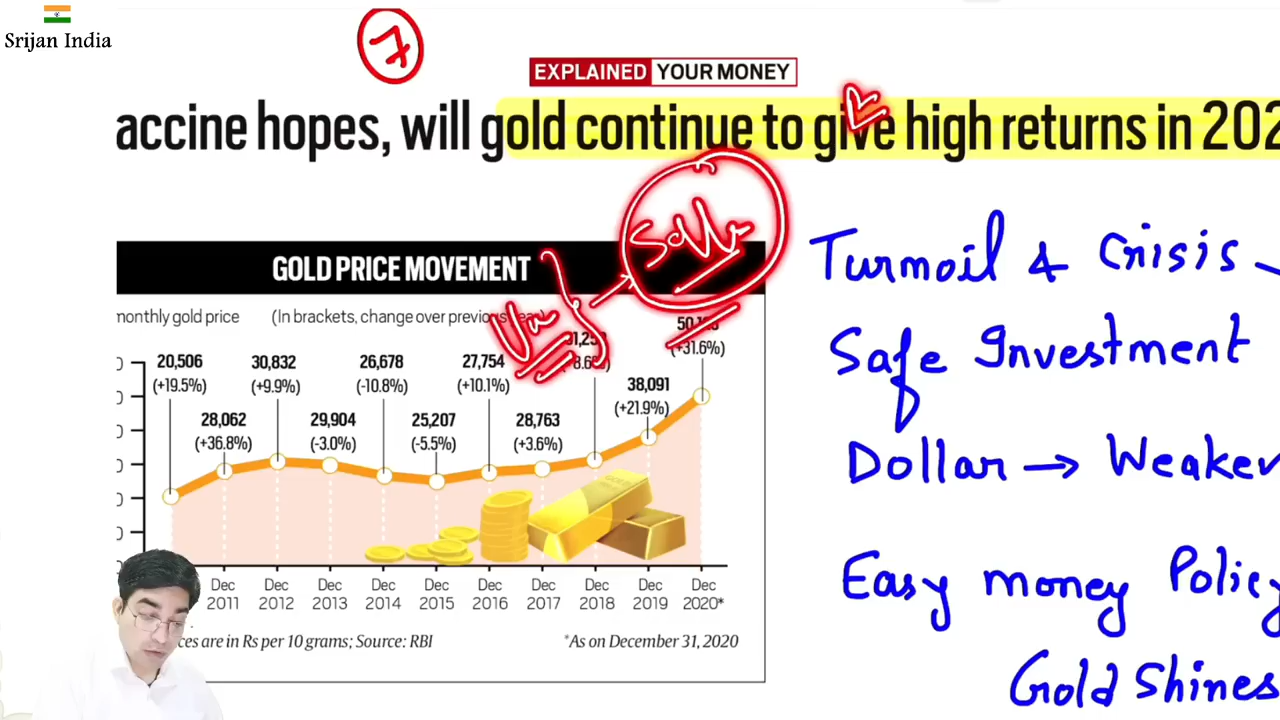 Srijan India
7
EXPLAINED YOUR MONEY
accine hopes, will gold continue to give high returns in 202
GOLD PRICE MOVEMENT
monthly gold price (In brackets, change over previous
20,506 30,832 26,678 27,754 50,
(+19.5%) (+9.9%) (-10.8%) (+10.1%) (+31.6%)
28,062 29,904 25,207 28,763 38,091
(+36.8%) (-3.0%) (-5.5%) (+3.6%) (+21.9%)
Dec Dec Dec Dec Dec Dec Dec Dec Dec Dec
2011 2012 2013 2014 2015 2016 2017 2018 2019 2020*
ces are in Rs per 10 grams; Source: RBI *As on December 31, 2020
Turmoil & Crisis
Safe Investment
Dollar → Weaker
Easy money Policy
Gold Shines